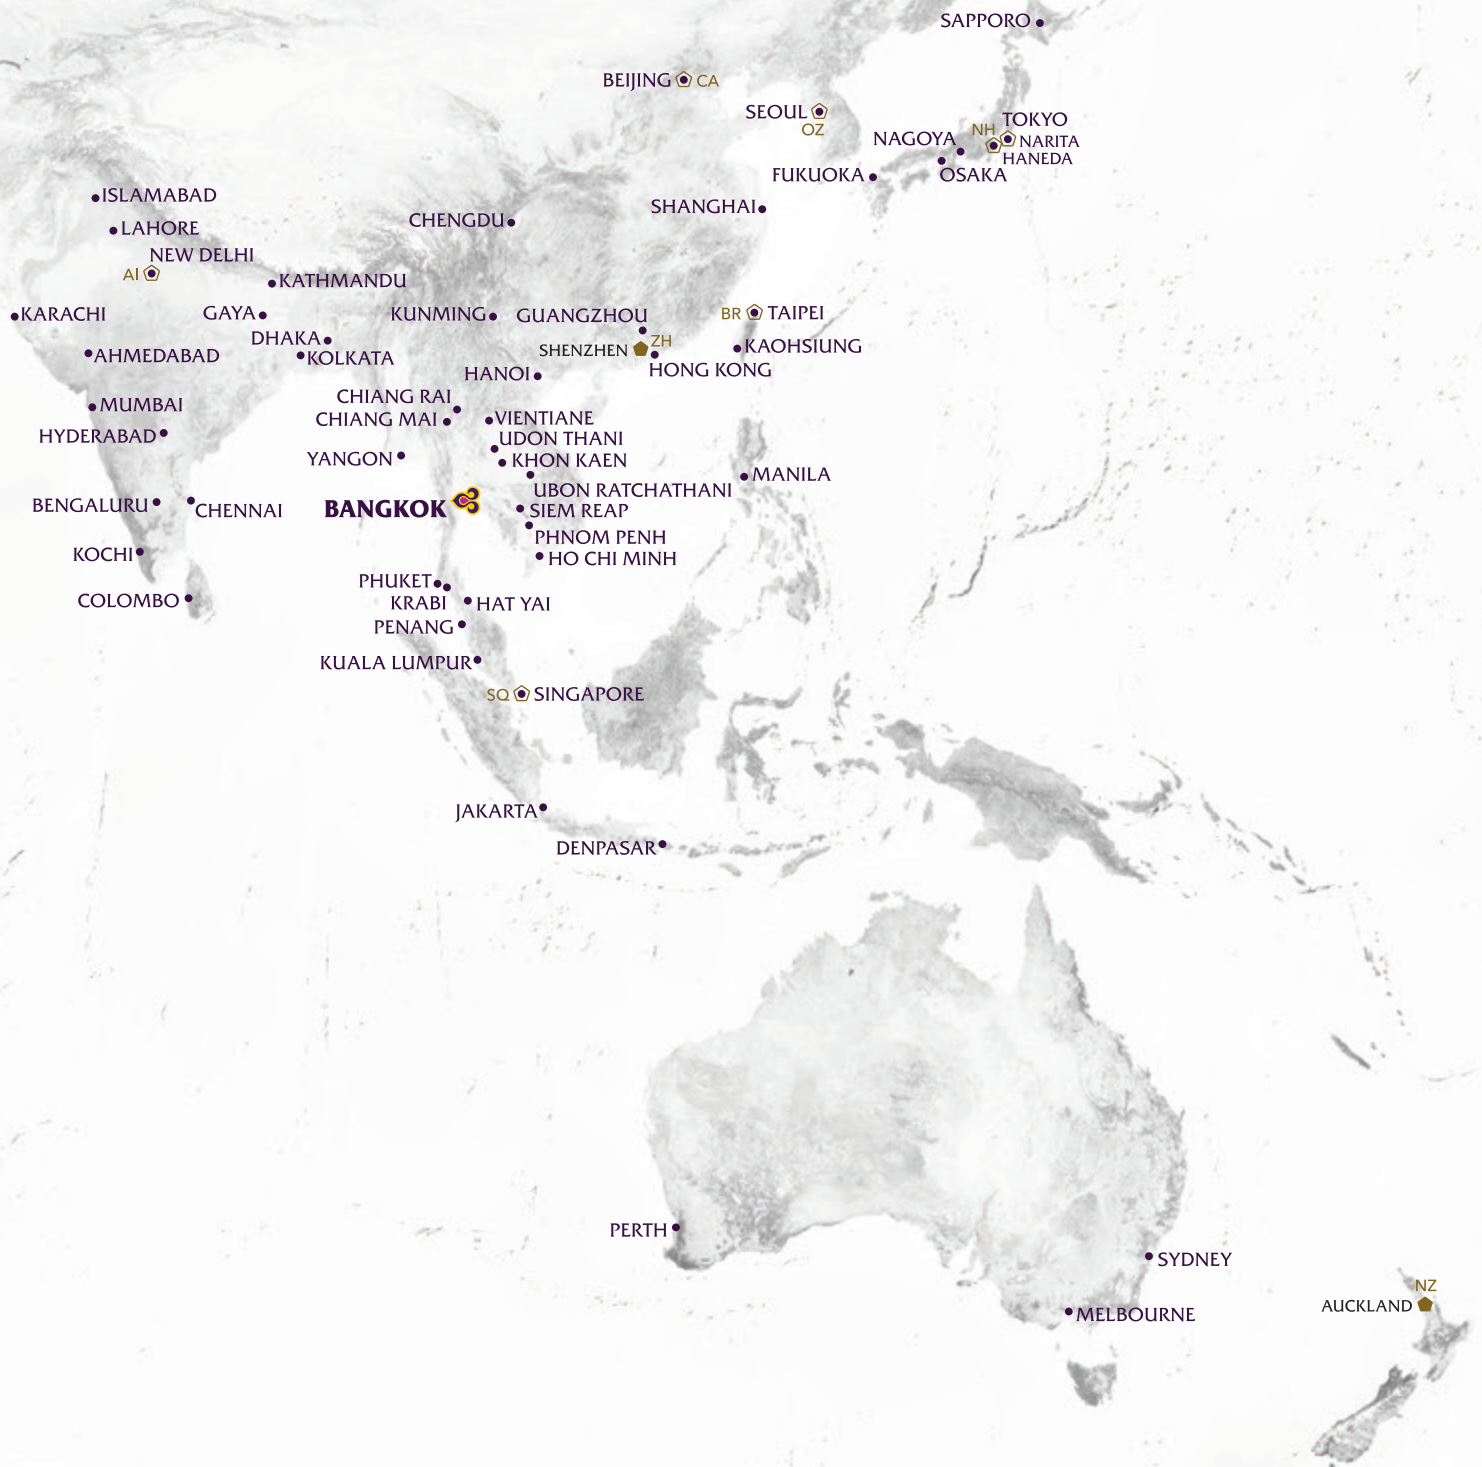 SAPPORO
BEIJING CA
SEOUL
OZ
TOKYO
NH
NARITA
NAGOYA
HANEDA
FUKUOKA
OSAKA
ISLAMABAD
SHANGHAI
CHENGDU
LAHORE
NEW DELHI
AI
KATHMANDU
KARACHI
GAYA
KUNMING
GUANGZHOU
BR TAIPEI
DHAKA
ZH
SHENZHEN
KAOHSIUNG
AHMEDABAD
KOLKATA
HONG KONG
HANOI
CHIANG RAI
MUMBAI
CHIANG MAI
VIENTIANE
HYDERABAD
UDON THANI
YANGON
KHON KAEN
MANILA
UBON RATCHATHANI
BENGALURU
CHENNAI
BANGKOK
SIEM REAP
PHNOM PENH
KOCHI
HO CHI MINH
PHUKET
COLOMBO
KRABI
HAT YAI
PENANG
KUALA LUMPUR
SQ SINGAPORE
JAKARTA
DENPASAR
PERTH
SYDNEY
NZ
AUCKLAND
MELBOURNE